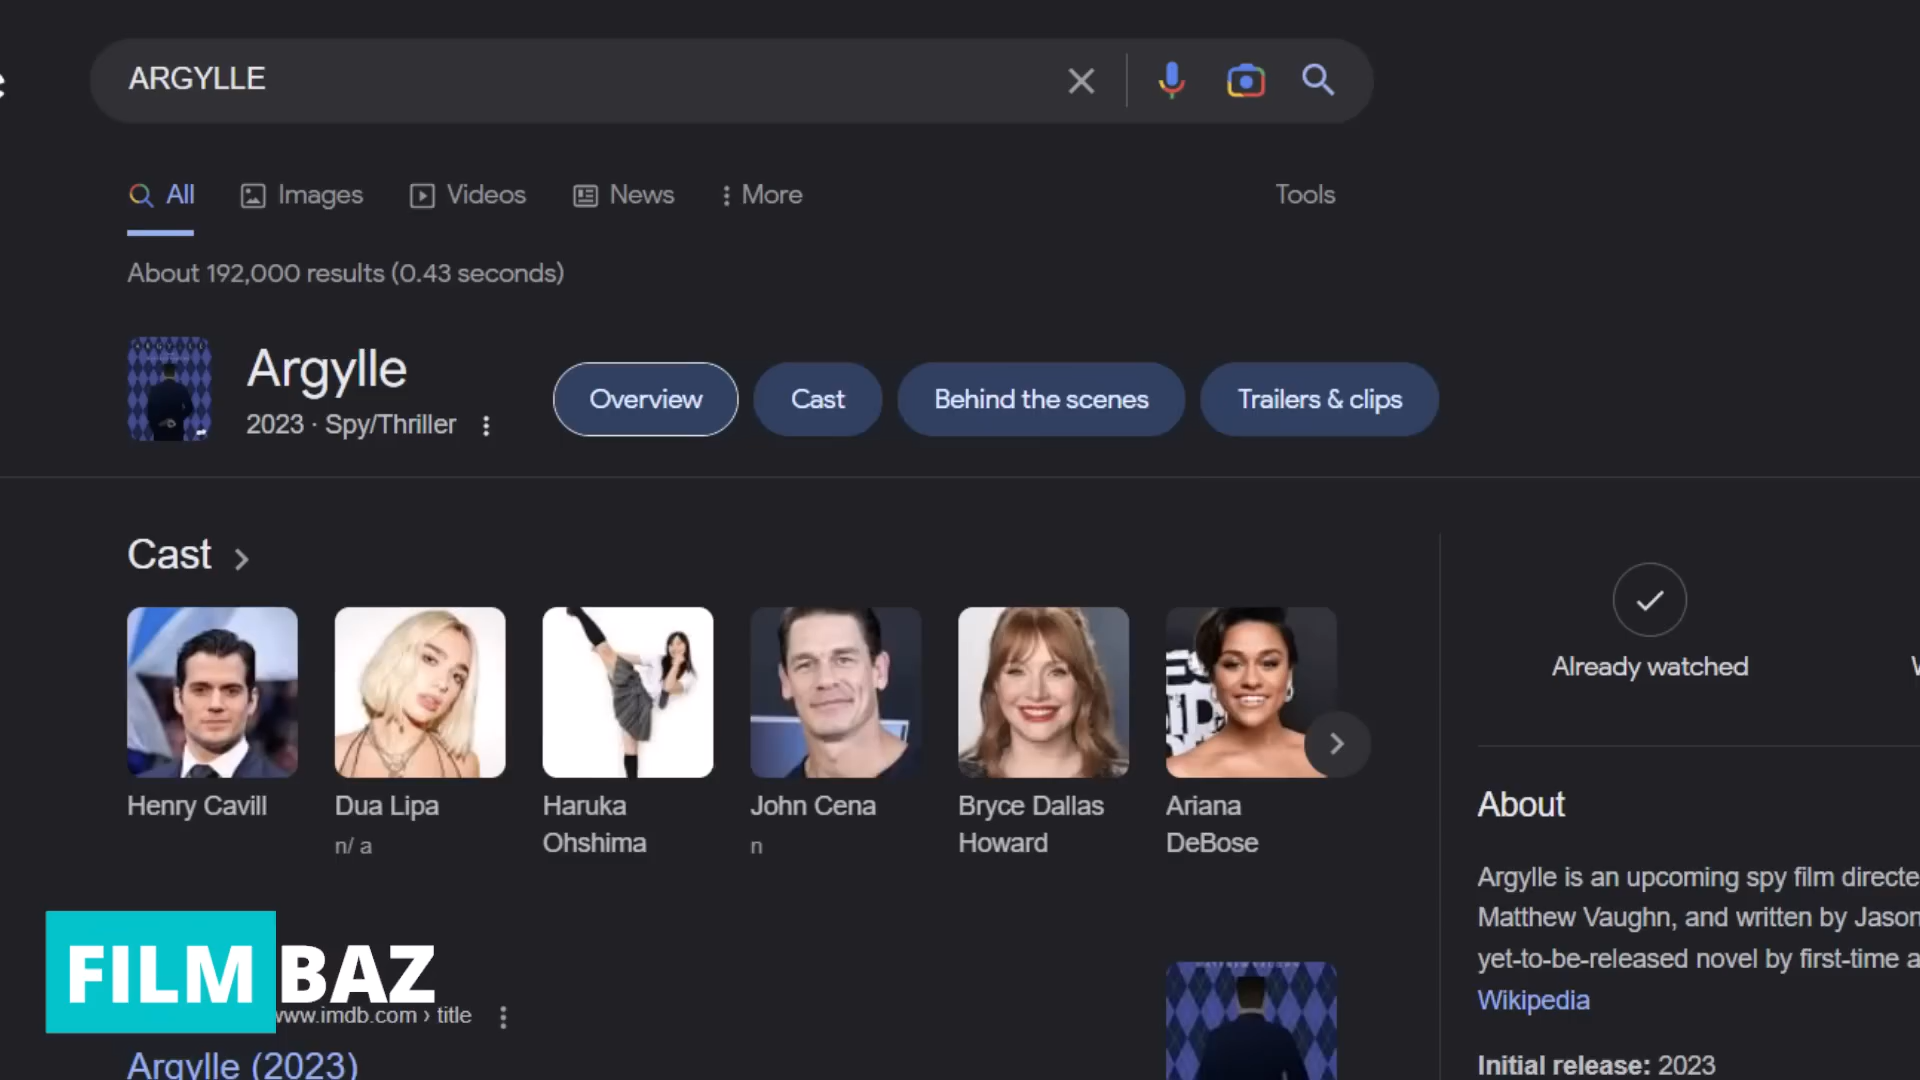 ARGYLLE
All Images Videos News More Tools
About 192,000 results (0.43 seconds)
Argylle
2023 · Spy/Thriller
Overview Cast Behind the scenes Trailers & clips
Cast
Henry Cavill
Dua Lipa
n/ a
Haruka
Ohshima
John Cena
n
Bryce Dallas
Howard
Ariana
DeBose
Already watched
About
Argylle is an upcoming spy film directe
Matthew Vaughn, and written by Jason
yet-to-be-released novel by first-time a
Wikipedia
Initial release: 2023
FILM BAZ
www.imdb.com › title
Argylle (2023)